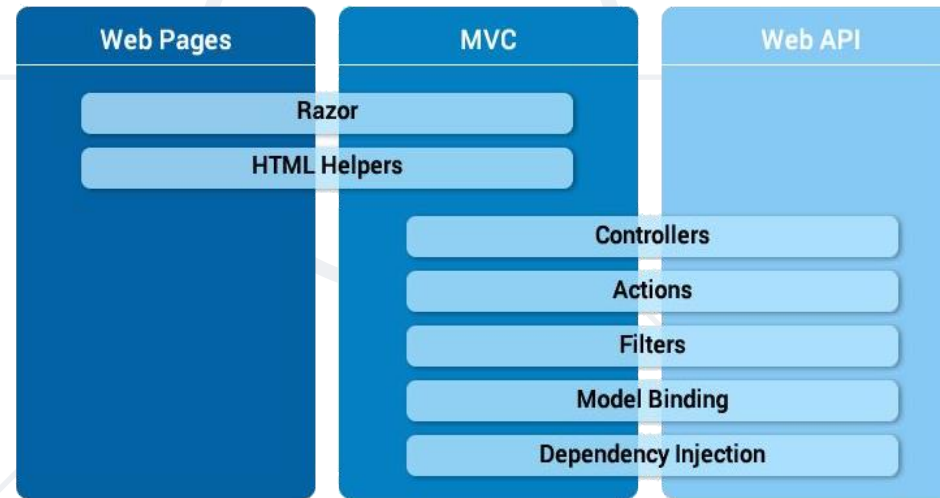 Web Pages
MVC
Web API
Razor
HTML Helpers
Controllers
Actions
Filters
Model Binding
Dependency Injection